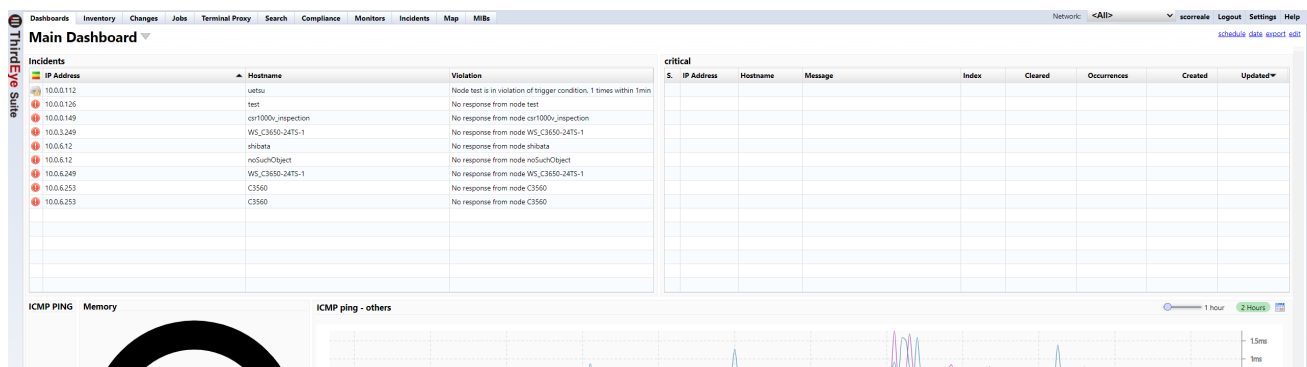 Dashboards Inventory Changes Jobs Terminal Proxy Search Compliance Monitors Incidents Map MIBs Network: <All> scorreale Logout Settings Help
ThirdEye Suite
Main Dashboard
schedule date export edit
Incidents
IP Address Hostname Violation
10.0.0.112 uetsu Node test is in violation of trigger condition, 1 times within 1min
10.0.0.126 test No response from node test
10.0.0.149 csr1000v_inspection No response from node csr1000v_inspection
10.0.3.249 WS_C3650-24TS-1 No response from node WS_C3650-24TS-1
10.0.6.12 shibata No response from node shibata
10.0.6.12 noSuchObject No response from node noSuchObject
10.0.6.249 WS_C3650-24TS-1 No response from node WS_C3650-24TS-1
10.0.6.253 C3560 No response from node C3560
10.0.6.253 C3560 No response from node C3560
critical
S. IP Address Hostname Message Index Cleared Occurrences Created Updated
ICMP PING
Memory
ICMP ping - others
1 hour 2 Hours
1.5ms
1ms